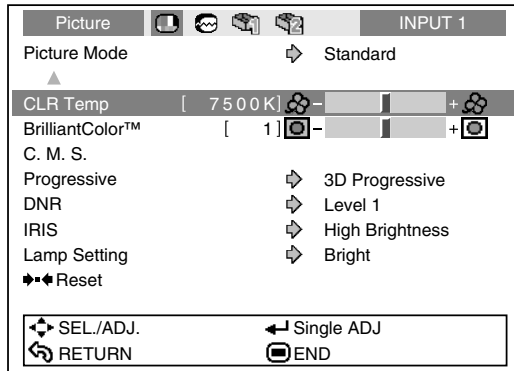 Picture INPUT 1
Picture Mode Standard
CLR Temp [ 7500K] – +
BrilliantColor™ [ 1] – +
C. M. S.
Progressive 3D Progressive
DNR Level 1
IRIS High Brightness
Lamp Setting Bright
Reset
SEL./ADJ. Single ADJ
RETURN END